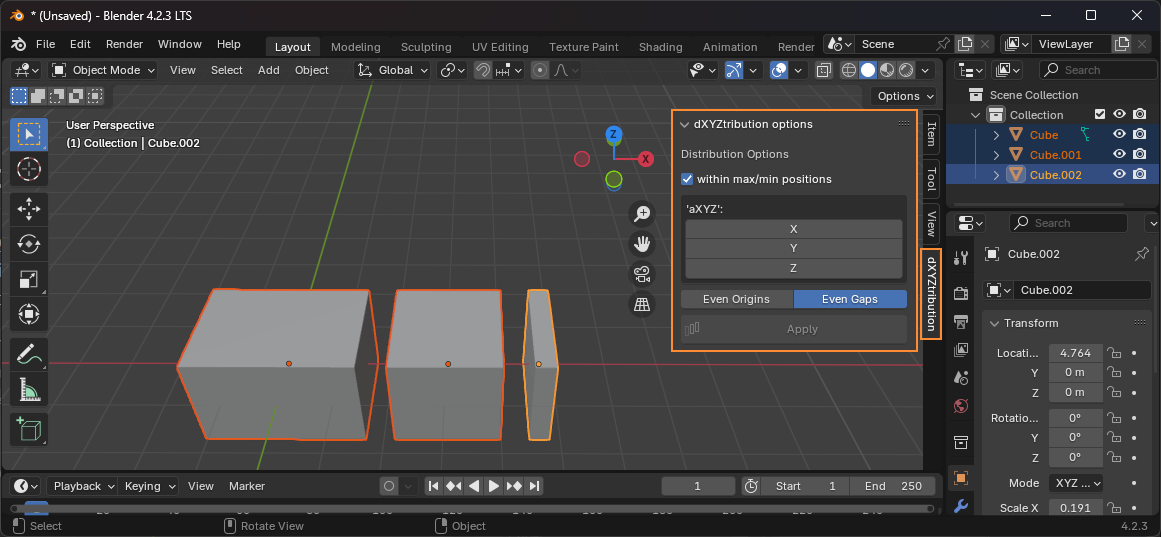 * (Unsaved) - Blender 4.2.3 LTS
File Edit Render Window Help Layout Modeling Sculpting UV Editing Texture Paint Shading Animation Render Scene ViewLayer
Object Mode View Select Add Object Global Search
Options
Scene Collection
Collection
Cube
Cube.001
Cube.002
User Perspective
(1) Collection | Cube.002
Z
X
dXYZtribution options
Distribution Options
within max/min positions
'aXYZ':
X
Y
Z
Even Origins Even Gaps
Apply
Item
Tool
View
dXYZtribution
Search
Cube.002
Cube.002
Transform
Locati... 4.764
Y 0 m
Z 0 m
Rotatio... 0°
Y 0°
Z 0°
Mode XYZ ...
Scale X 0.191
Playback Keying View Marker 1 Start 1 End 250
Select Rotate View Object 4.2.3